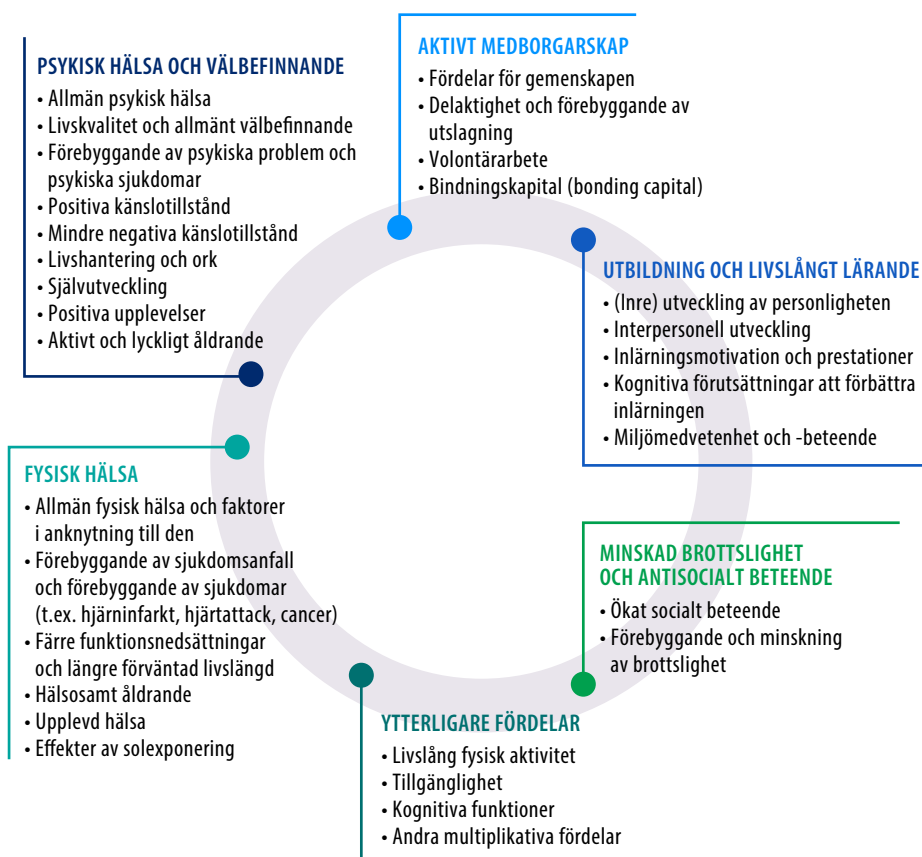 PSYKISK HÄLSA OCH VÄLBEFINNANDE
• Allmän psykisk hälsa
• Livskvalitet och allmänt välbefinnande
• Förebyggande av psykiska problem och
psykiska sjukdomar
• Positiva känslotillstånd
• Mindre negativa känslotillstånd
• Livshantering och ork
• Självutveckling
• Positiva upplevelser
• Aktivt och lyckligt åldrande
AKTIVT MEDBORGARSKAP
• Fördelar för gemenskapen
• Delaktighet och förebyggande av
utslagning
• Volontärarbete
• Bindningskapital (bonding capital)
UTBILDNING OCH LIVSLÅNGT LÄRANDE
• (Inre) utveckling av personligheten
• Interpersonell utveckling
• Inlärningsmotivation och prestationer
• Kognitiva förutsättningar att förbättra
inlärningen
• Miljömedvetenhet och -beteende
FYSISK HÄLSA
• Allmän fysisk hälsa och faktorer
i anknytning till den
• Förebyggande av sjukdomsanfall
och förebyggande av sjukdomar
(t.ex. hjärninfarkt, hjärtattack, cancer)
• Färre funktionsnedsättningar
och längre förväntad livslängd
• Hälsosamt åldrande
• Upplevd hälsa
• Effekter av solexponering
MINSKAD BROTTSLIGHET
OCH ANTISOCIALT BETEENDE
• Ökat socialt beteende
• Förebyggande och minskning
av brottslighet
YTTERLIGARE FÖRDELAR
• Livslång fysisk aktivitet
• Tillgänglighet
• Kognitiva funktioner
• Andra multiplikativa fördelar